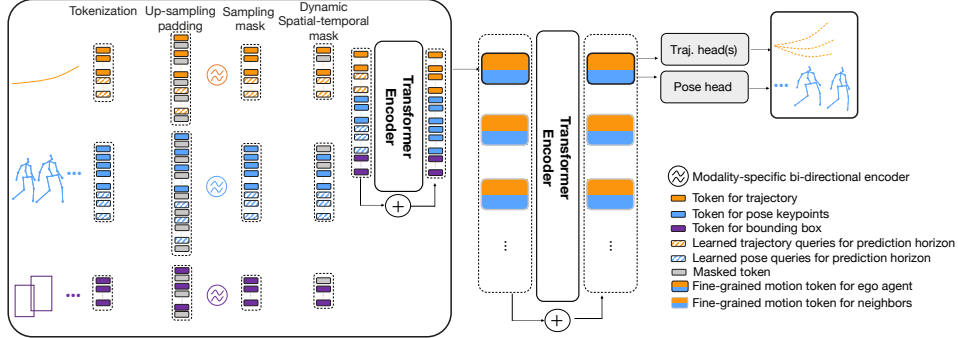 Tokenization
Up-sampling
padding
Sampling
mask
Dynamic
Spatial-temporal
mask
Transformer
Encoder
Transformer
Encoder
Traj. head(s)
Pose head
Modality-specific bi-directional encoder
Token for trajectory
Token for pose keypoints
Token for bounding box
Learned trajectory queries for prediction horizon
Learned pose queries for prediction horizon
Masked token
Fine-grained motion token for ego agent
Fine-grained motion token for neighbors